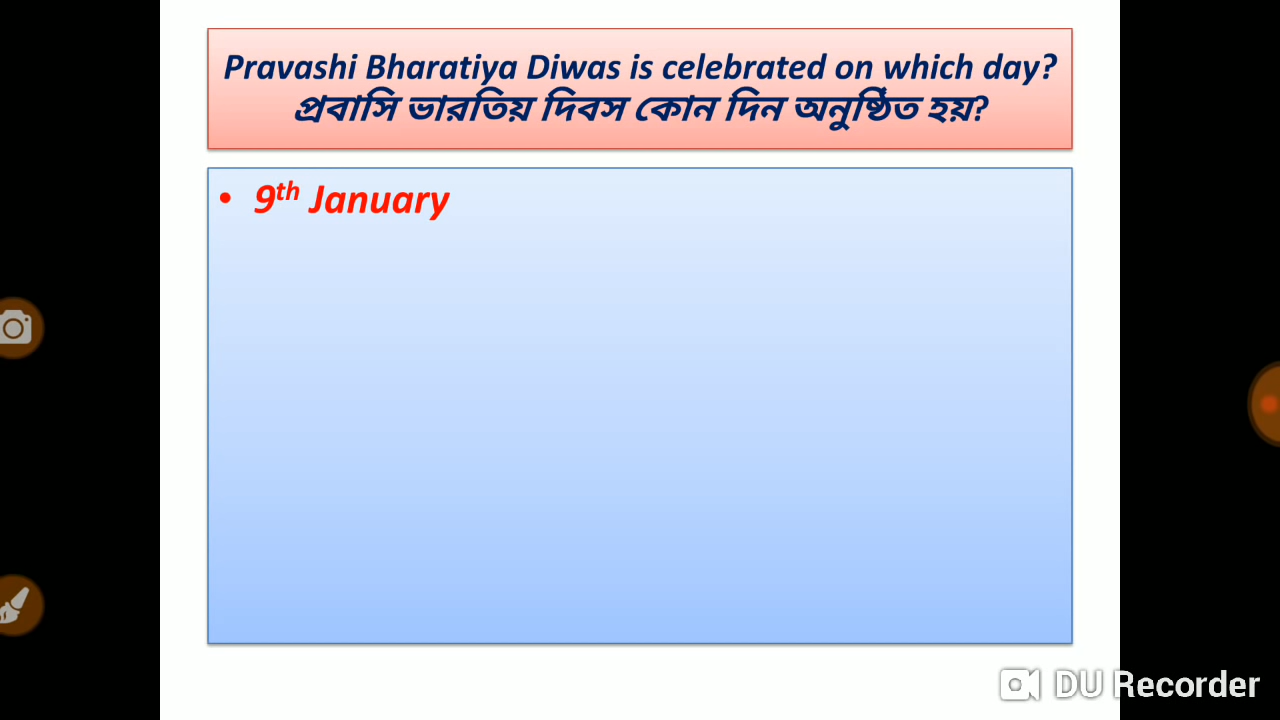 Pravashi Bharatiya Diwas is celebrated on which day?
প্রবাসি ভারতিয় দিবস কোন দিন অনুষ্ঠিত হয়?
• 9th January
DU Recorder